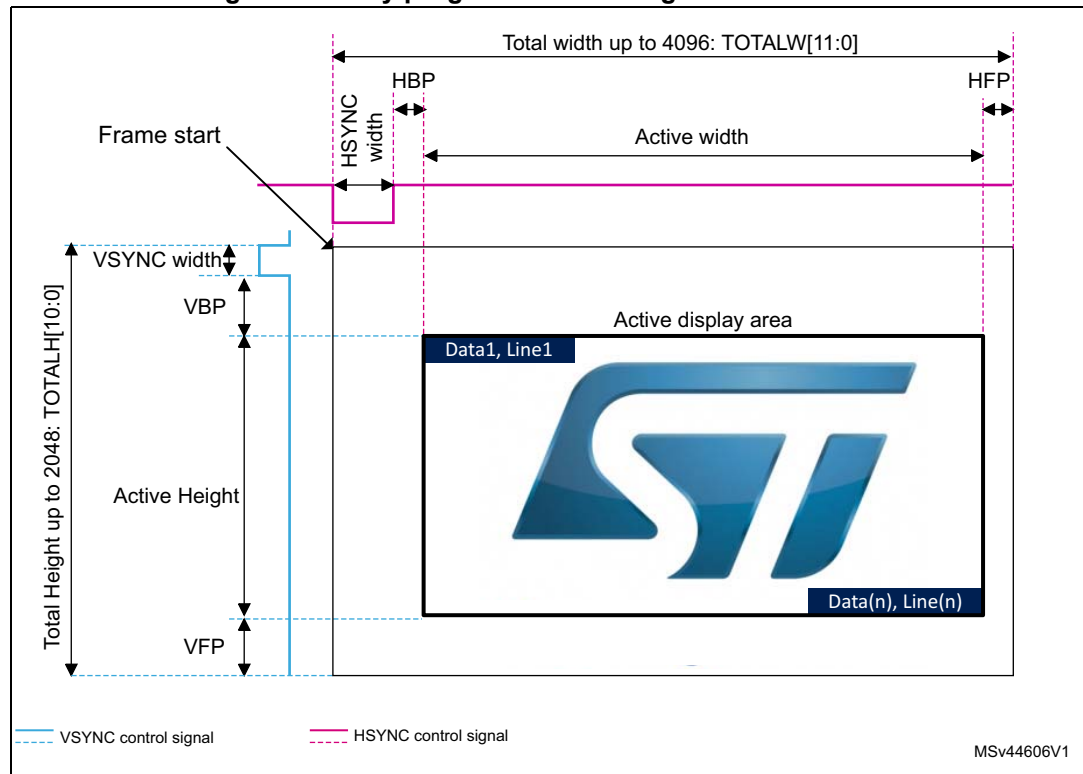 Total width up to 4096: TOTALW[11:0]
HBP
HFP
HSYNC
width
Active width
Frame start
VSYNC width
VBP
Total Height up to 2048: TOTALH[10:0]
Active display area
Data1, Line1
ST
Active Height
Data(n), Line(n)
VFP
VSYNC control signal
HSYNC control signal
MSv44606V1